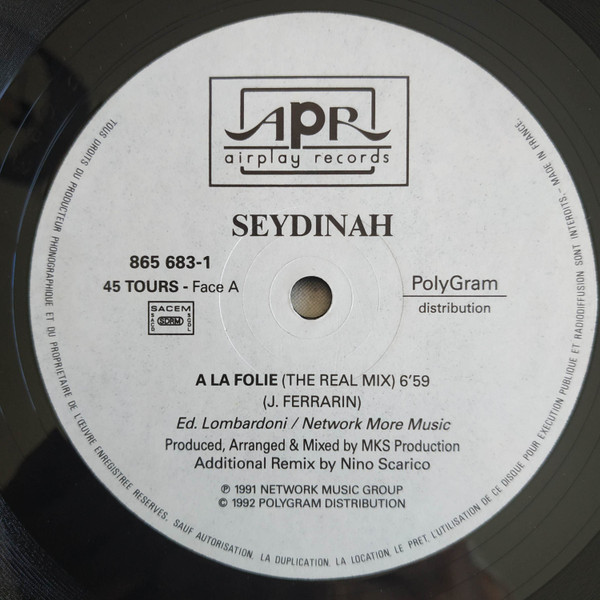 APR
airplay records
SEYDINAH
865 683-1
45 TOURS - Face A
PolyGram
distribution
SACEM
SACD SDRM SCGL
A LA FOLIE (THE REAL MIX) 6'59
(J. FERRARIN)
Ed. Lombardoni / Network More Music
Produced, Arranged & Mixed by MKS Production
Additional Remix by Nino Scarico
℗ 1991 NETWORK MUSIC GROUP
© 1992 POLYGRAM DISTRIBUTION
TOUS DROITS DU PRODUCTEUR PHONOGRAPHIQUE ET DU PROPRIETAIRE DE L'ŒUVRE ENREGISTREE RESERVES. SAUF AUTORISATION, LA DUPLICATION, LA LOCATION, LE PRET, L'UTILISATION DE CE DISQUE POUR EXECUTION PUBLIQUE ET RADIODIFFUSION SONT INTERDITS. - MADE IN FRANCE.